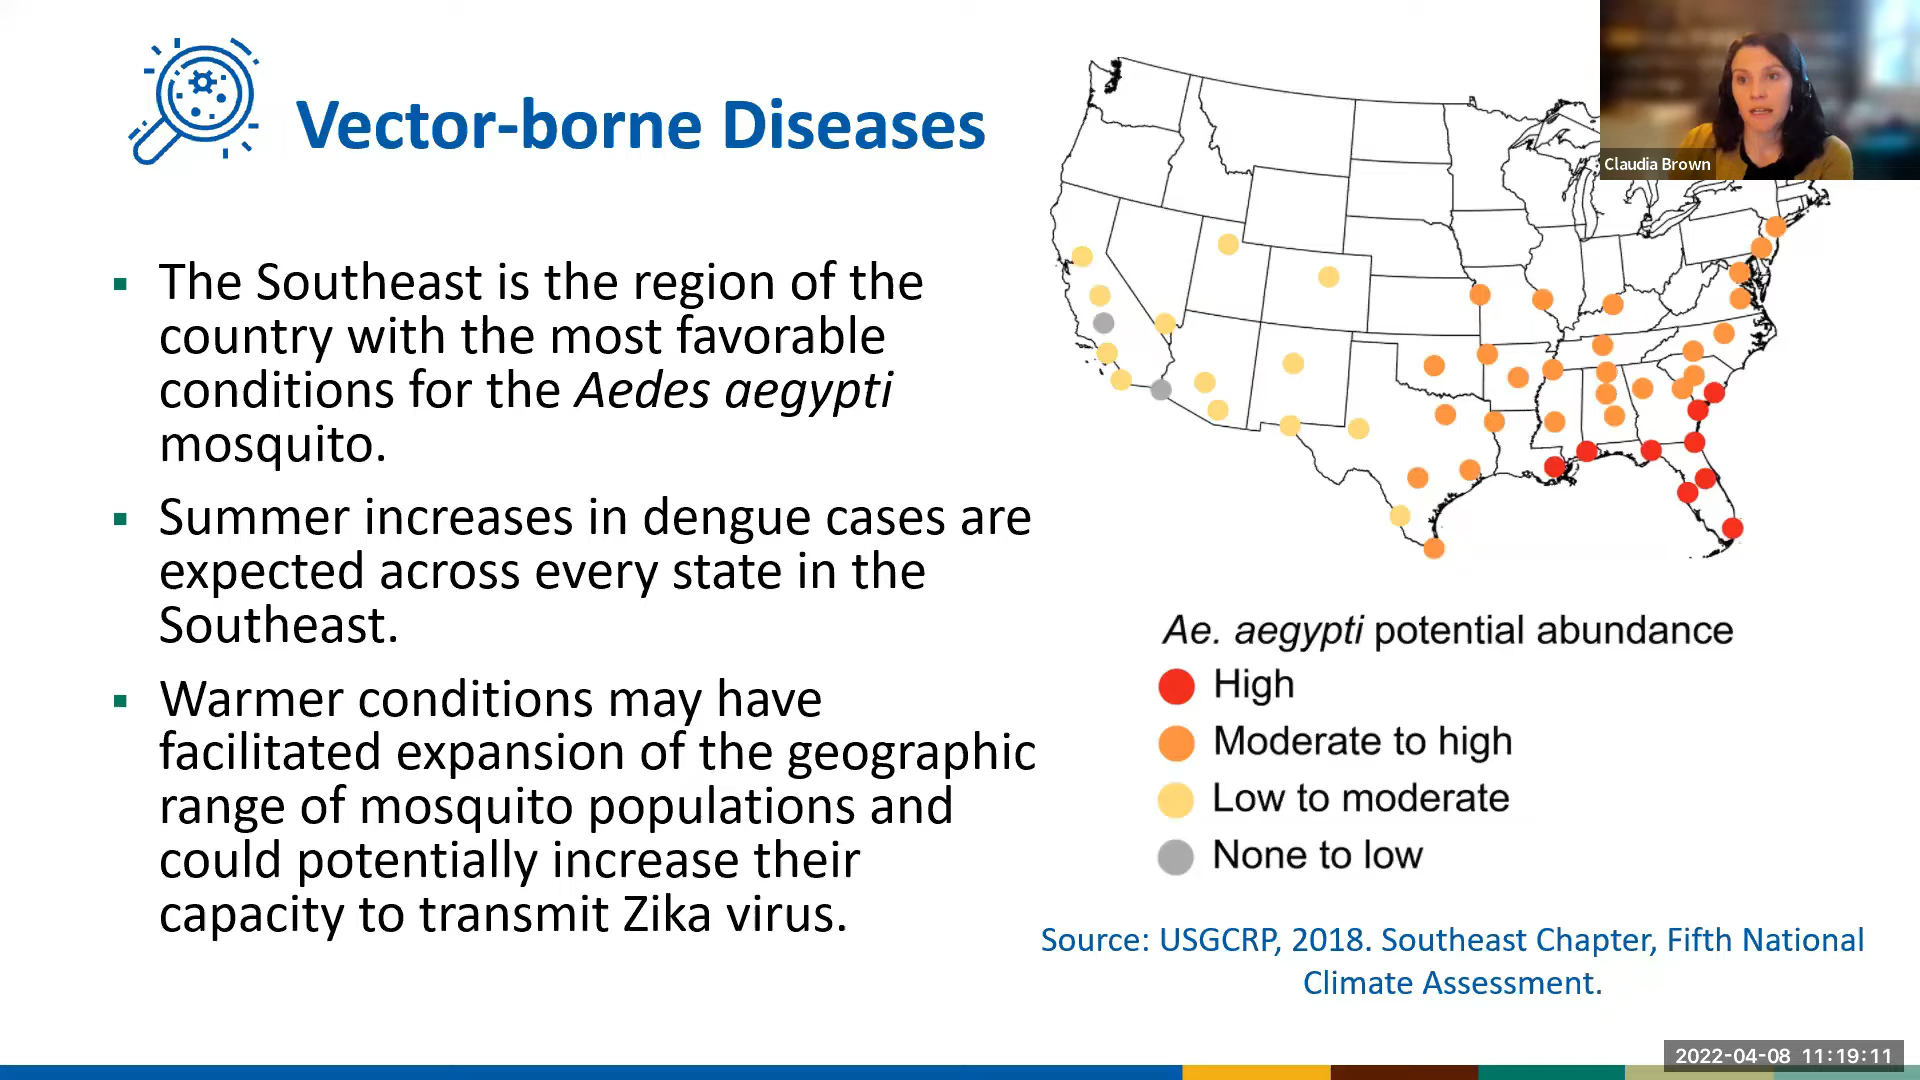 Vector-borne Diseases
Claudia Brown
▪ The Southeast is the region of the
country with the most favorable
conditions for the Aedes aegypti
mosquito.
▪ Summer increases in dengue cases are
expected across every state in the
Southeast.
▪ Warmer conditions may have
facilitated expansion of the geographic
range of mosquito populations and
could potentially increase their
capacity to transmit Zika virus.
Ae. aegypti potential abundance
High
Moderate to high
Low to moderate
None to low
Source: USGCRP, 2018. Southeast Chapter, Fifth National
Climate Assessment.
2022-04-08 11:19:11